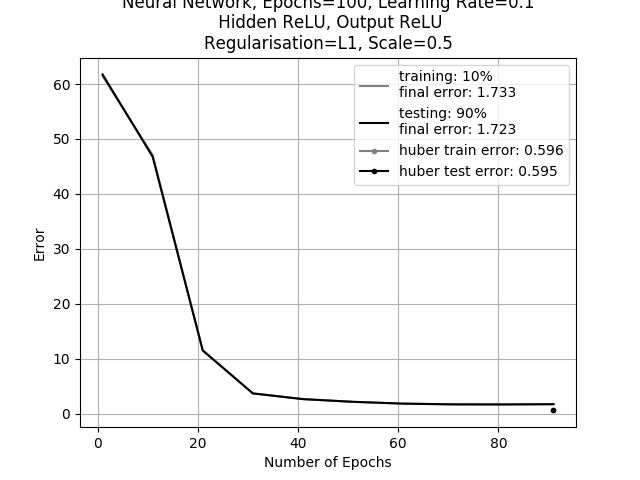 Neural Network, Epochs=100, Learning Rate=0.1
Hidden ReLU, Output ReLU
Regularisation=L1, Scale=0.5
training: 10%
final error: 1.733
testing: 90%
final error: 1.723
huber train error: 0.596
huber test error: 0.595
Error
60
50
40
30
20
10
0
0 20 40 60 80
Number of Epochs